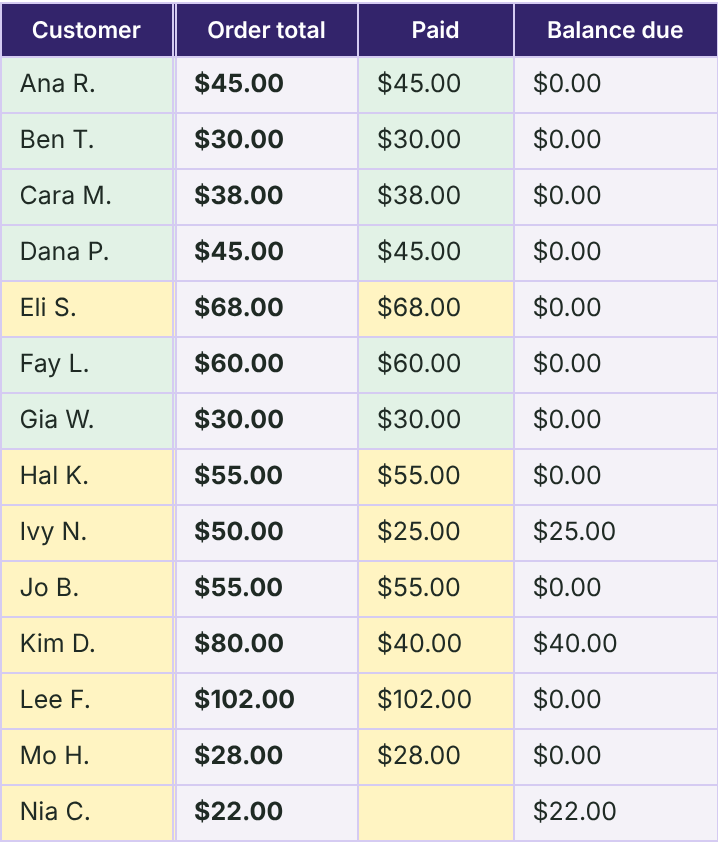 Customer Order total Paid Balance due
Ana R. $45.00 $45.00 $0.00
Ben T. $30.00 $30.00 $0.00
Cara M. $38.00 $38.00 $0.00
Dana P. $45.00 $45.00 $0.00
Eli S. $68.00 $68.00 $0.00
Fay L. $60.00 $60.00 $0.00
Gia W. $30.00 $30.00 $0.00
Hal K. $55.00 $55.00 $0.00
Ivy N. $50.00 $25.00 $25.00
Jo B. $55.00 $55.00 $0.00
Kim D. $80.00 $40.00 $40.00
Lee F. $102.00 $102.00 $0.00
Mo H. $28.00 $28.00 $0.00
Nia C. $22.00 $22.00